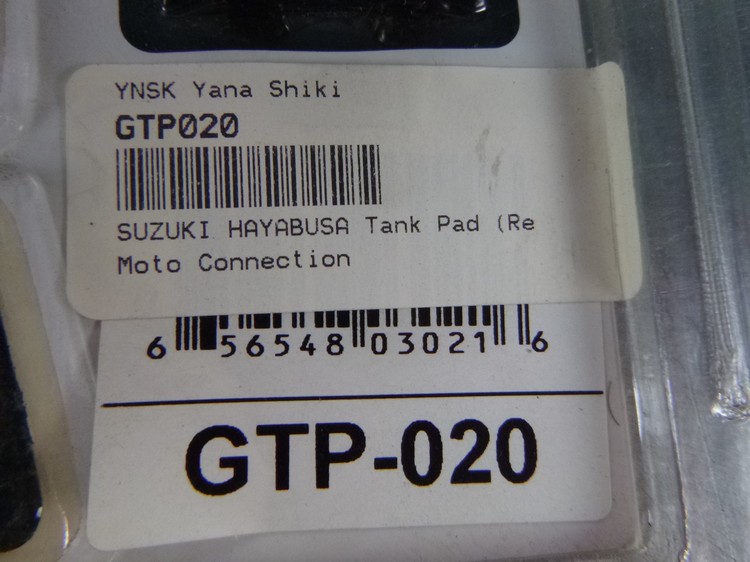 YNSK Yana Shiki
GTP020
SUZUKI HAYABUSA Tank Pad (Re
Moto Connection
6 56548 03021 6
GTP-020